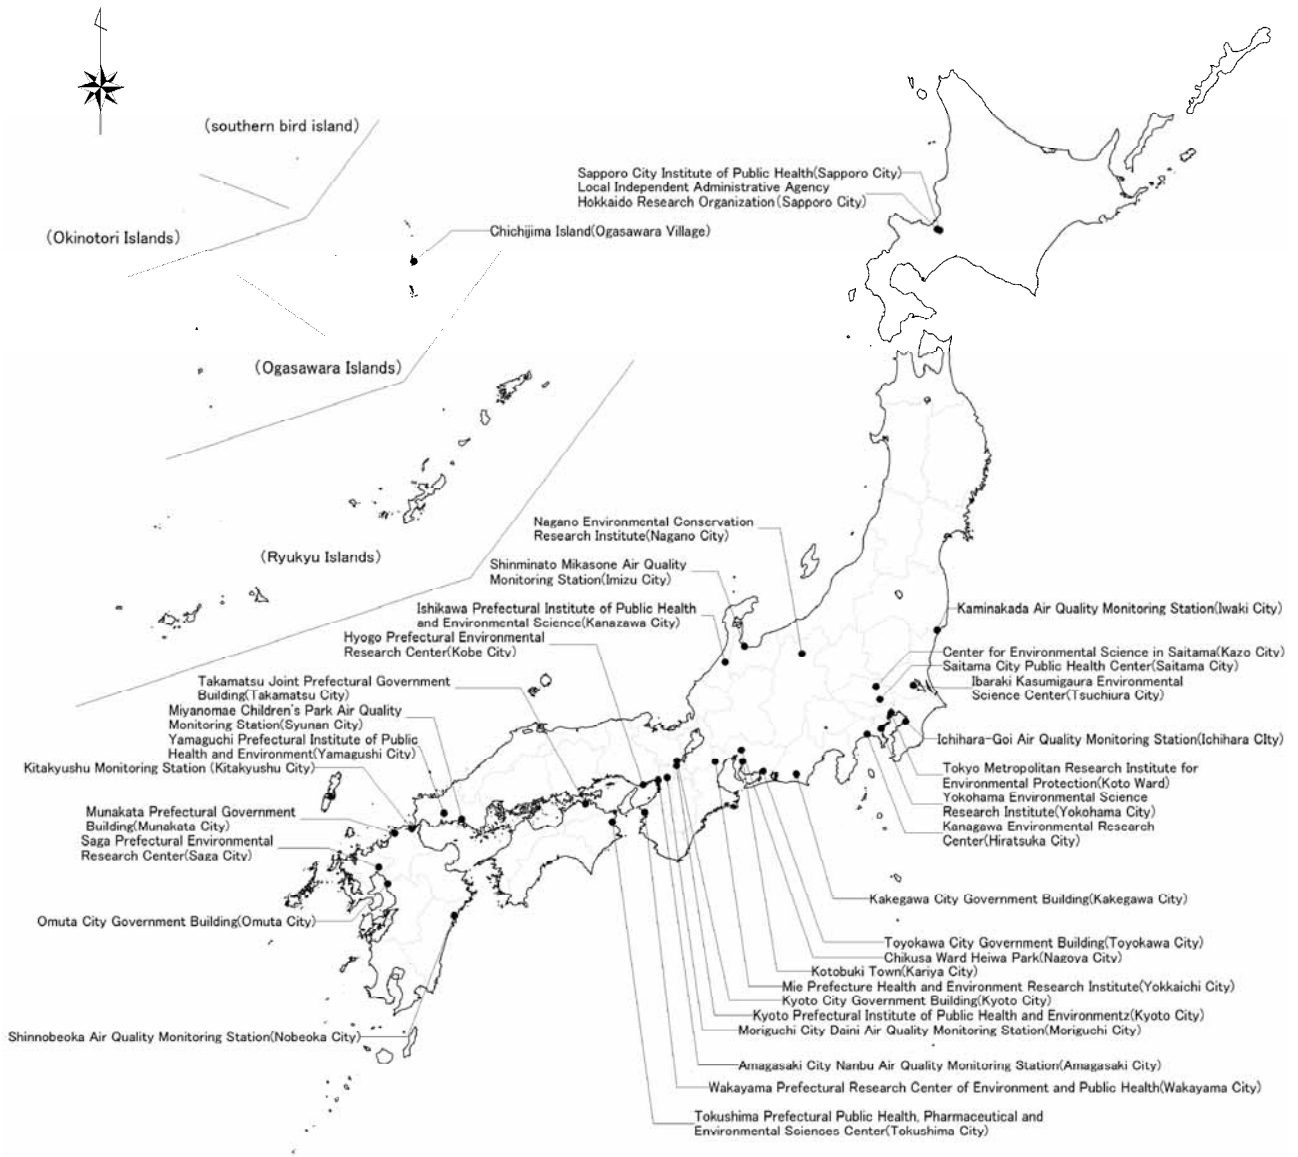 (southern bird island)
Sapporo City Institute of Public Health(Sapporo City)
Local Independent Administrative Agency
Hokkaido Research Organization(Sapporo City)
(Okinotori Islands)
Chichijima Island(Ogasawara Village)
(Ogasawara Islands)
(Ryukyu Islands)
Nagano Environmental Conservation
Research Institute(Nagano City)
Shinminato Mikasone Air Quality
Monitoring Station(Imizu City)
Ishikawa Prefectural Institute of Public Health
and Environmental Science(Kanazawa City)
Hyogo Prefectural Environmental
Research Center(Kobe City)
Takamatsu Joint Prefectural Government
Building(Takamatsu City)
Miyanomae Children's Park Air Quality
Monitoring Station(Syunan City)
Yamaguchi Prefectural Institute of Public
Health and Environment(Yamagushi City)
Kitakyushu Monitoring Station (Kitakyushu City)
Munakata Prefectural Government
Building(Munakata City)
Saga Prefectural Environmental
Research Center(Saga City)
Omuta City Government Building(Omuta City)
Shinnobeoka Air Quality Monitoring Station(Nobeoka City)
Kaminakada Air Quality Monitoring Station(Iwaki City)
Center for Environmental Science in Saitama(Kazo City)
Saitama City Public Health Center(Saitama City)
Ibaraki Kasumigaura Environmental
Science Center(Tsuchiura City)
Ichihara-Goi Air Quality Monitoring Station(Ichihara CIty)
Tokyo Metropolitan Research Institute for
Environmental Protection(Koto Ward)
Yokohama Environmental Science
Research Institute(Yokohama City)
Kanagawa Environmental Research
Center(Hiratsuka City)
Kakegawa City Government Building(Kakegawa City)
Toyokawa City Government Building(Toyokawa City)
Chikusa Ward Heiwa Park(Nagoya City)
Kotobuki Town(Kariya City)
Mie Prefecture Health and Environment Research Institute(Yokkaichi City)
Kyoto City Government Building(Kyoto City)
Kyoto Prefectural Institute of Public Health and Environmentz(Kyoto City)
Moriguchi City Daini Air Quality Monitoring Station(Moriguchi City)
Amagasaki City Nanbu Air Quality Monitoring Station(Amagasaki City)
Wakayama Prefectural Research Center of Environment and Public Health(Wakayama City)
Tokushima Prefectural Public Health, Pharmaceutical and
Environmental Sciences Center(Tokushima City)